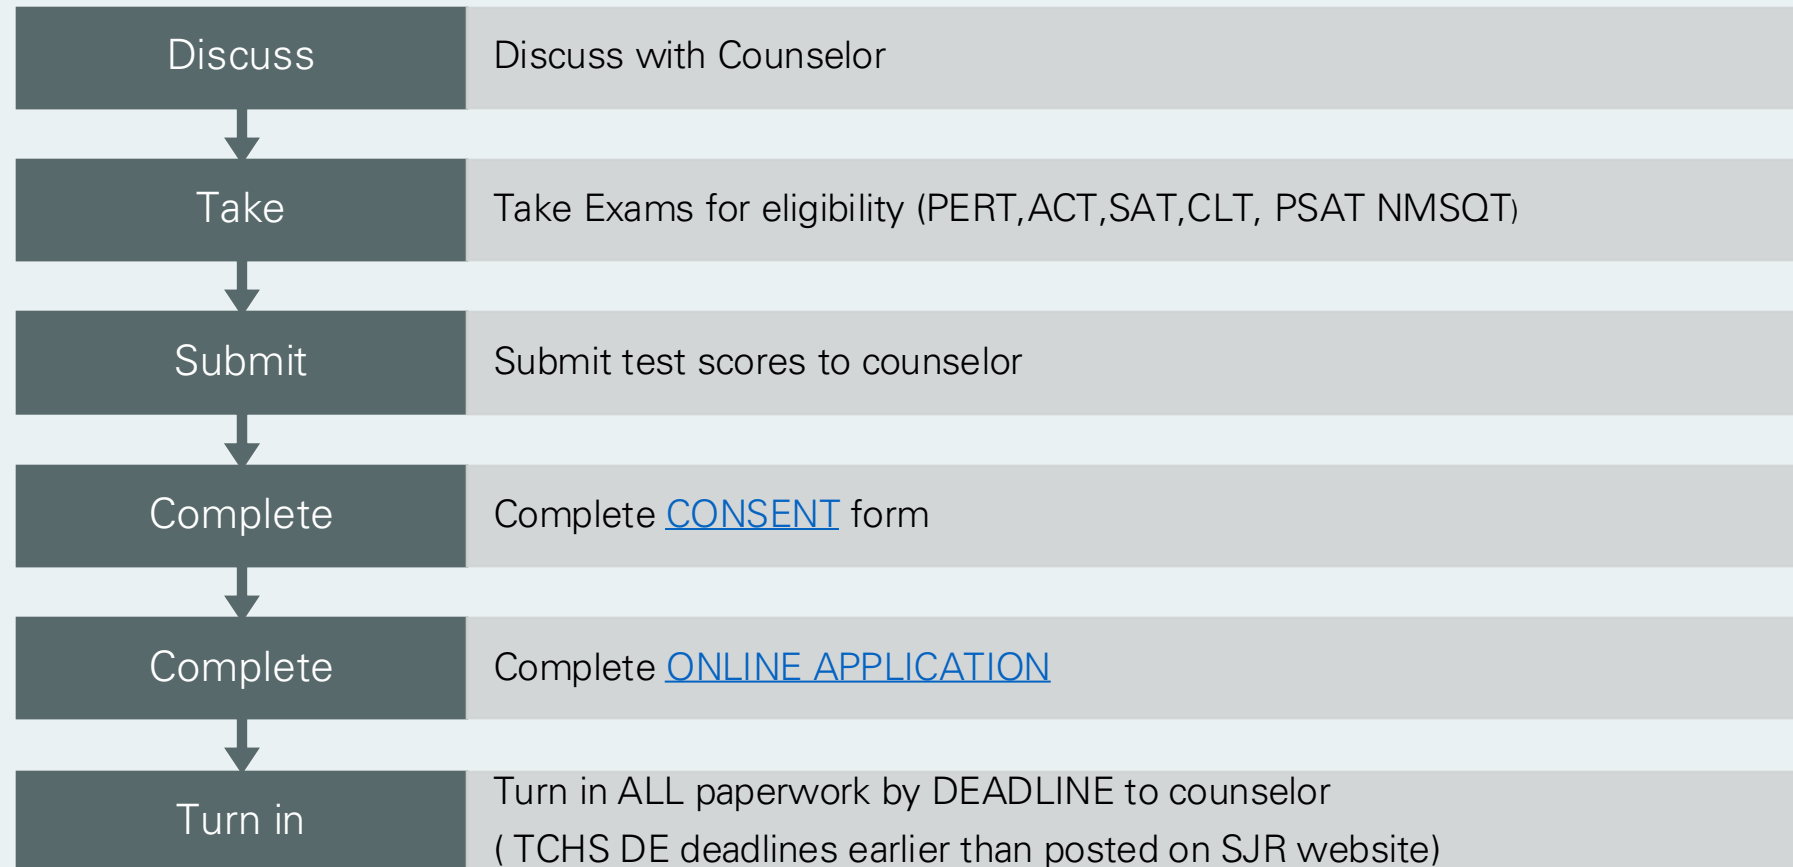 Discuss
Discuss with Counselor
Take
Take Exams for eligibility (PERT,ACT,SAT,CLT, PSAT NMSQT)
Submit
Submit test scores to counselor
Complete
Complete CONSENT form
Complete
Complete ONLINE APPLICATION
Turn in
Turn in ALL paperwork by DEADLINE to counselor
( TCHS DE deadlines earlier than posted on SJR website)